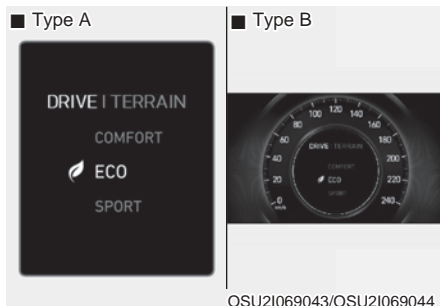 ■ Type A
DRIVE | TERRAIN
COMFORT
ECO
SPORT
■ Type B
0
20
40
60
80
100
120
140
160
180
200
220
240
km/h
DRIVE | TERRAIN
COMFORT
ECO
SPORT
OSU2I069043/OSU2I069044